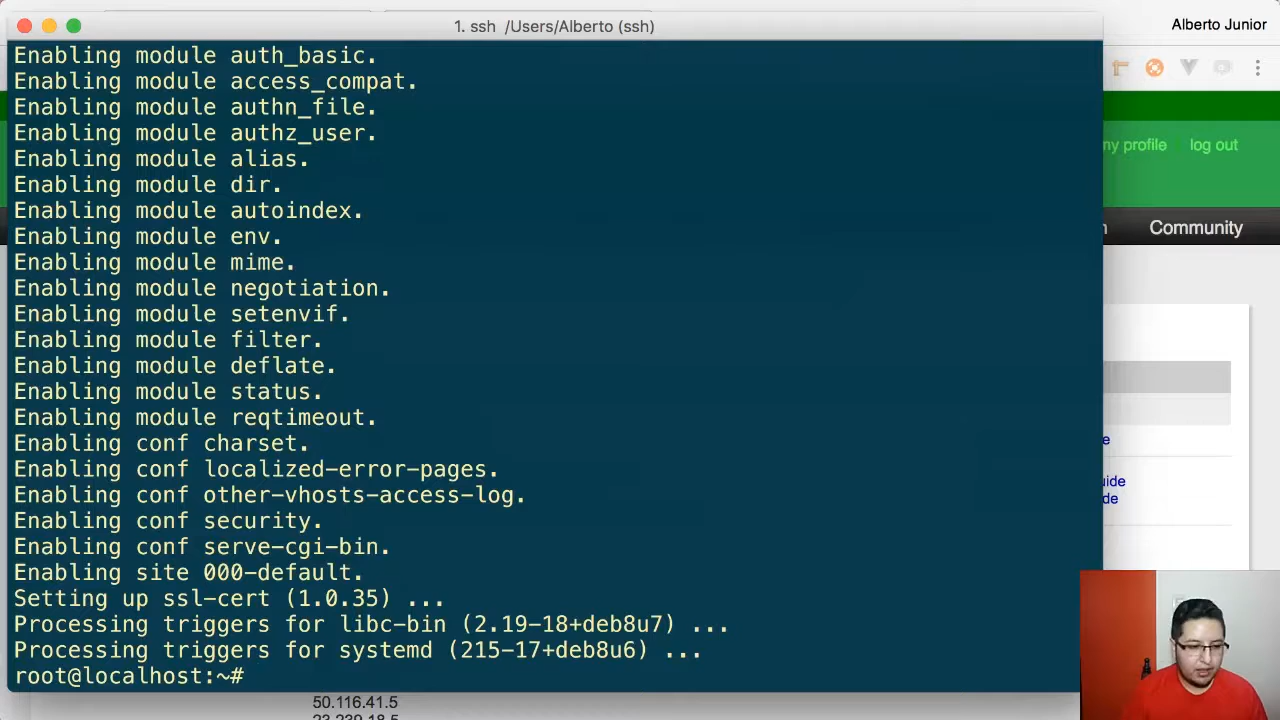 1. ssh /Users/Alberto (ssh)
Alberto Junior
Enabling module auth_basic.
Enabling module access_compat.
Enabling module authn_file.
Enabling module authz_user.
Enabling module alias.
Enabling module dir.
Enabling module autoindex.
Enabling module env.
Enabling module mime.
Enabling module negotiation.
Enabling module setenvif.
Enabling module filter.
Enabling module deflate.
Enabling module status.
Enabling module reqtimeout.
Enabling conf charset.
Enabling conf localized-error-pages.
Enabling conf other-vhosts-access-log.
Enabling conf security.
Enabling conf serve-cgi-bin.
Enabling site 000-default.
Setting up ssl-cert (1.0.35) ...
Processing triggers for libc-bin (2.19-18+deb8u7) ...
Processing triggers for systemd (215-17+deb8u6) ...
root@localhost:~#
my profile log out
Community
50.116.41.5
23.239.18.5